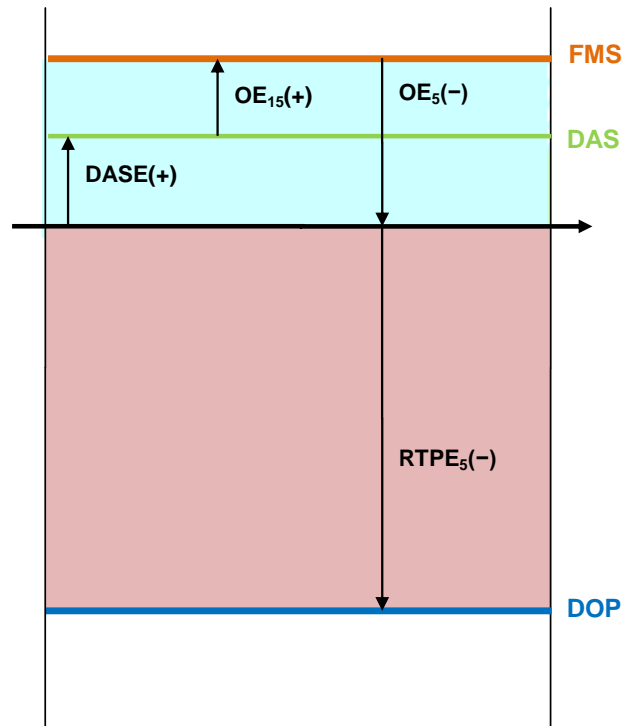 FMS
OE₁₅(+) OE₅(−)
DAS
DASE(+)
RTPE₅(−)
DOP